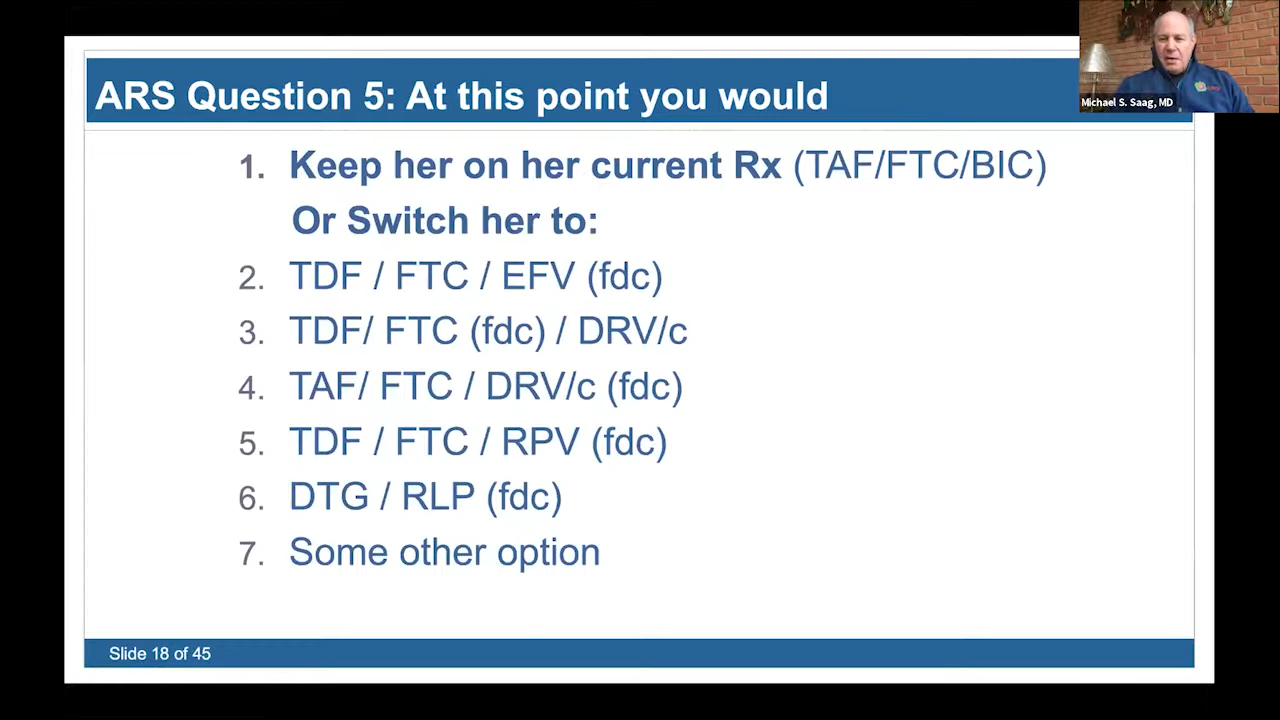 ARS Question 5: At this point you would
Michael S. Saag, MD
1. Keep her on her current Rx (TAF/FTC/BIC)
Or Switch her to:
2. TDF / FTC / EFV (fdc)
3. TDF/ FTC (fdc) / DRV/c
4. TAF/ FTC / DRV/c (fdc)
5. TDF / FTC / RPV (fdc)
6. DTG / RLP (fdc)
7. Some other option
Slide 18 of 45